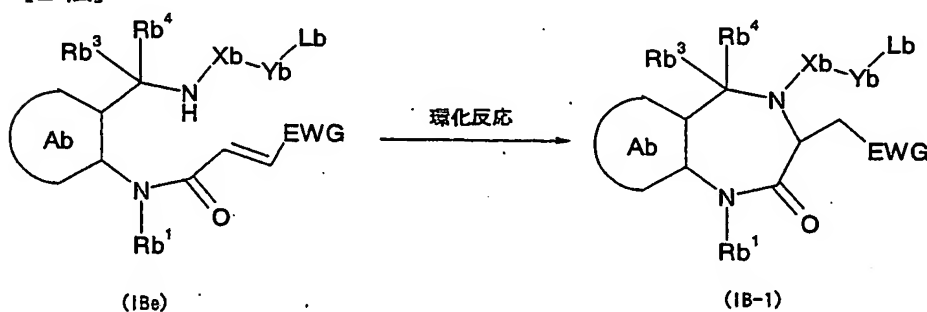 Rb³ Rb⁴ Xb Yb Lb
N
H
Ab
EWG
N
O
Rb¹
(IBe)
環化反応
Rb³ Rb⁴ Xb Yb Lb
N
Ab
EWG
N
O
Rb¹
(IB-1)